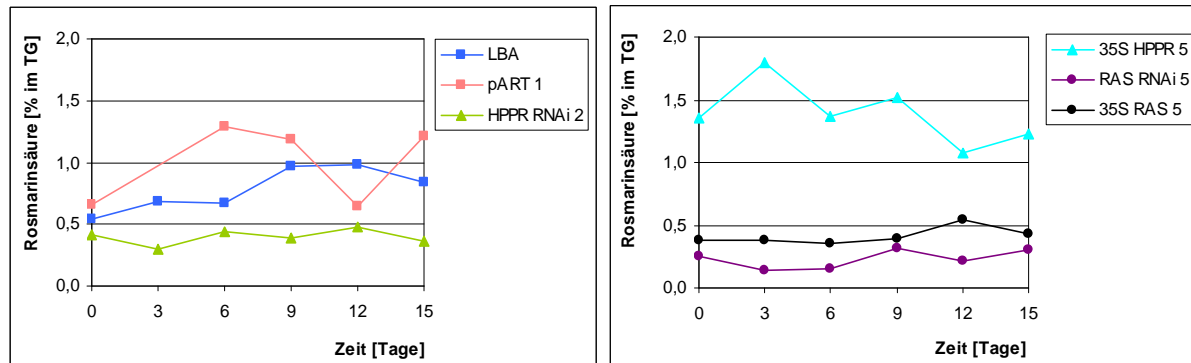 Rosmarinsäure [% im TG]
2,0
1,5
1,0
0,5
0,0
0 3 6 9 12 15
Zeit [Tage]
LBA
pART 1
HPPR RNAi 2
Rosmarinsäure [% im TG]
2,0
1,5
1,0
0,5
0,0
0 3 6 9 12 15
Zeit [Tage]
35S HPPR 5
RAS RNAi 5
35S RAS 5